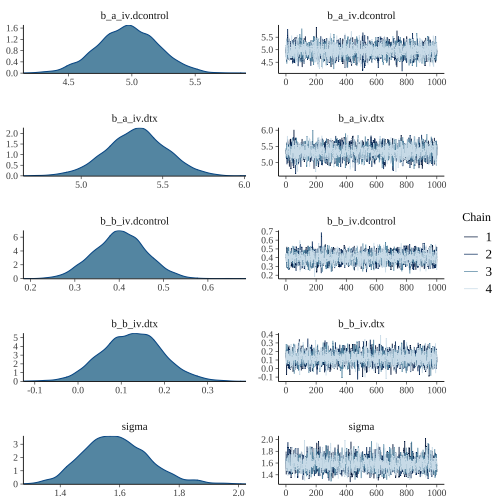 b_a_iv.dcontrol
1.6
1.2
0.8
0.4
0.0
4.5 5.0 5.5
b_a_iv.dcontrol
5.5
5.0
4.5
0 200 400 600 800 1000
b_a_iv.dtx
2.0
1.5
1.0
0.5
0.0
5.0 5.5 6.0
b_a_iv.dtx
6.0
5.5
5.0
0 200 400 600 800 1000
b_b_iv.dcontrol
6
4
2
0
0.2 0.3 0.4 0.5 0.6
b_b_iv.dcontrol
0.7
0.6
0.5
0.4
0.3
0.2
0 200 400 600 800 1000
b_b_iv.dtx
5
4
3
2
1
0
-0.1 0.0 0.1 0.2 0.3
b_b_iv.dtx
0.4
0.3
0.2
0.1
0.0
-0.1
0 200 400 600 800 1000
sigma
3
2
1
0
1.4 1.6 1.8 2.0
sigma
2.0
1.8
1.6
1.4
0 200 400 600 800 1000
Chain
1
2
3
4